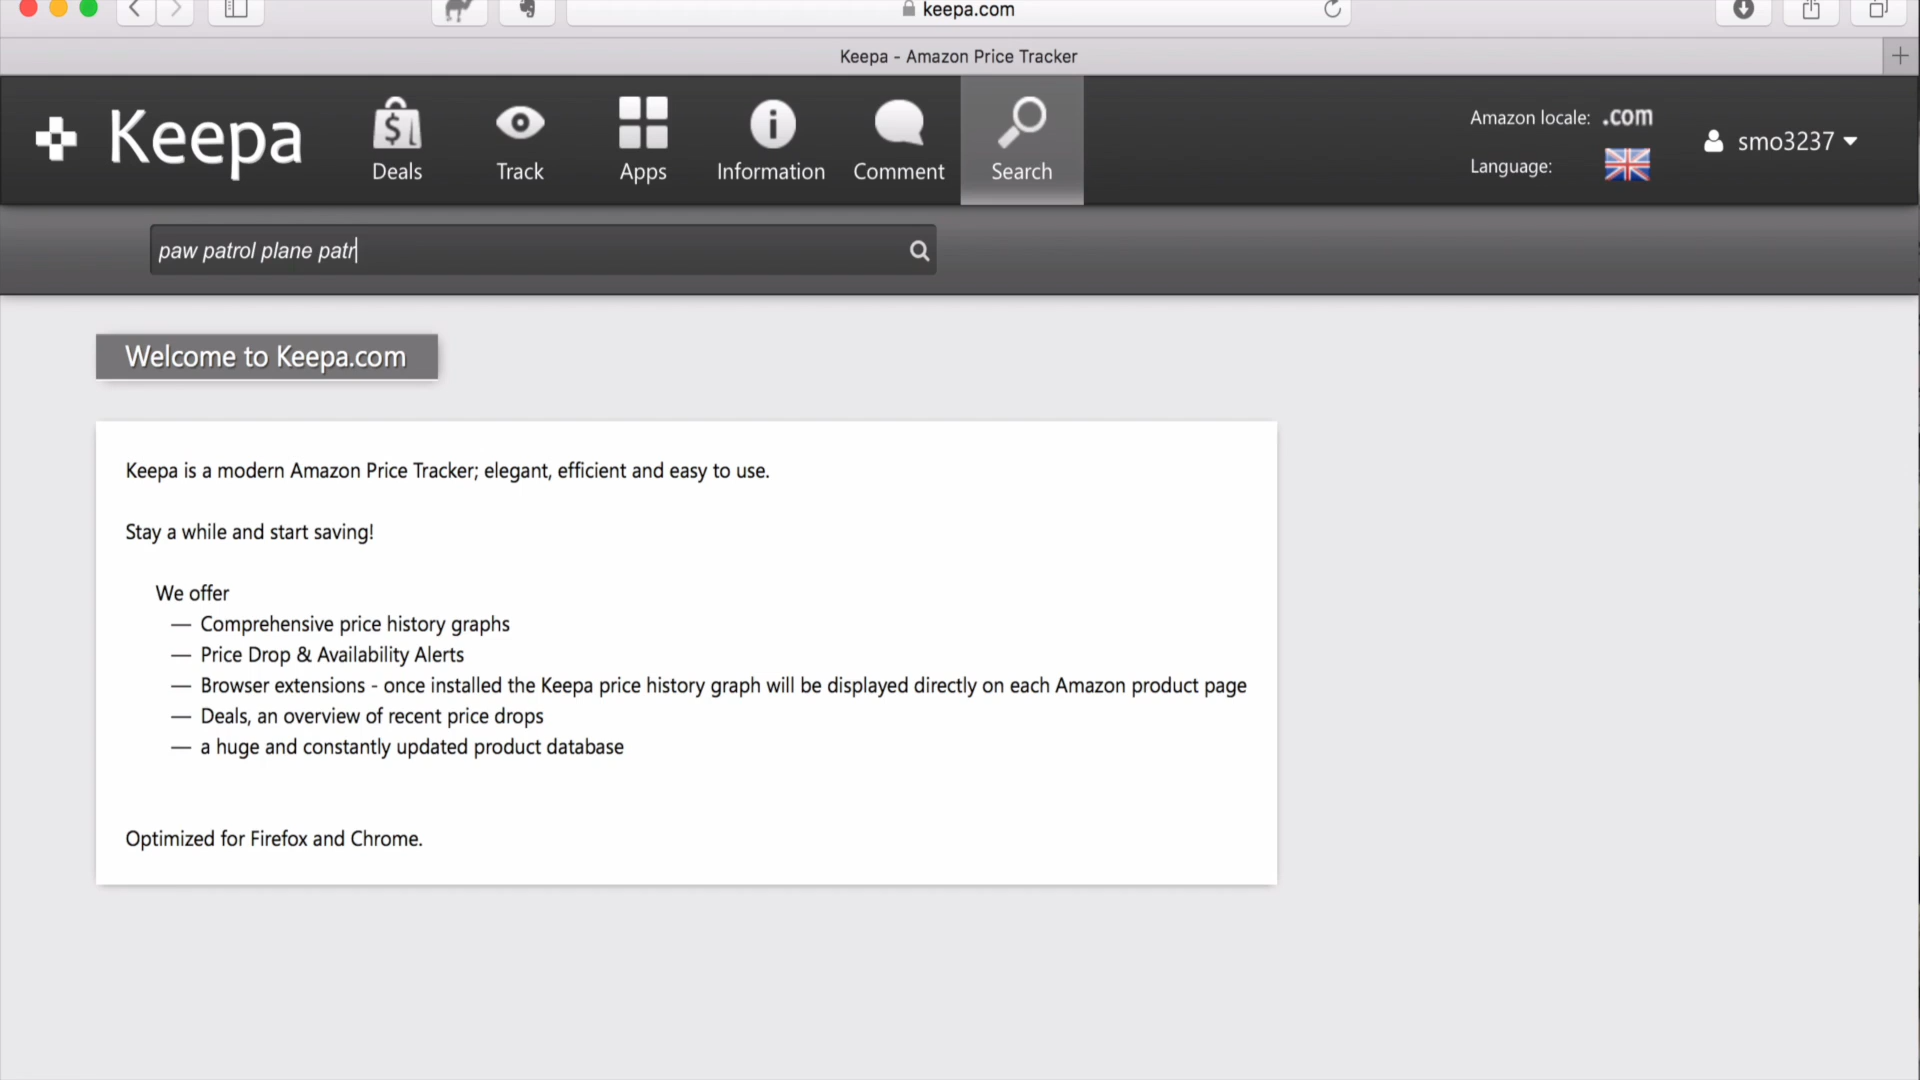 keepa.com
Keepa - Amazon Price Tracker
Keepa
Deals
Track
Apps
Information
Comment
Search
Amazon locale: .com
Language:
smo3237
paw patrol plane patr
Welcome to Keepa.com
Keepa is a modern Amazon Price Tracker; elegant, efficient and easy to use.
Stay a while and start saving!
We offer
— Comprehensive price history graphs
— Price Drop & Availability Alerts
— Browser extensions - once installed the Keepa price history graph will be displayed directly on each Amazon product page
— Deals, an overview of recent price drops
— a huge and constantly updated product database
Optimized for Firefox and Chrome.